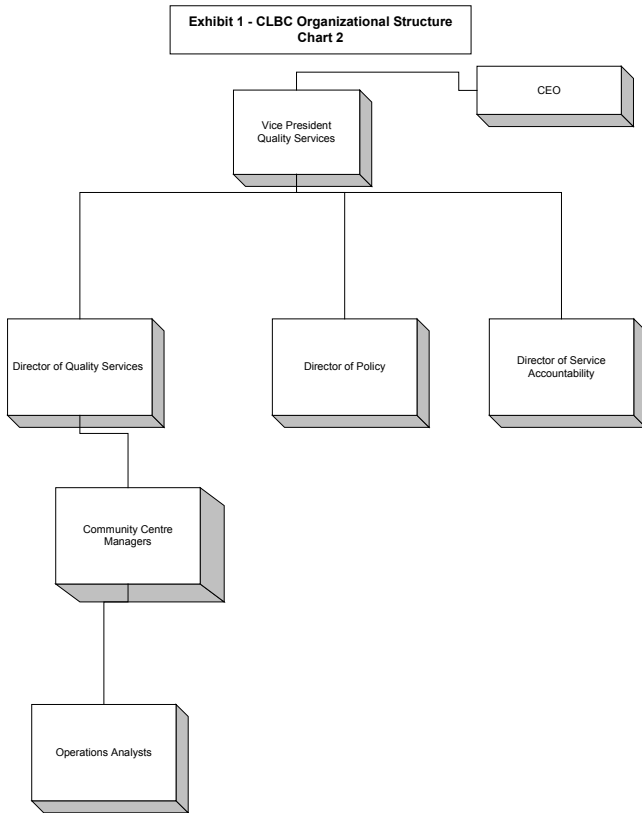 Exhibit 1 - CLBC Organizational Structure
Chart 2
CEO
Vice President
Quality Services
Director of Quality Services
Director of Policy
Director of Service
Accountability
Community Centre
Managers
Operations Analysts